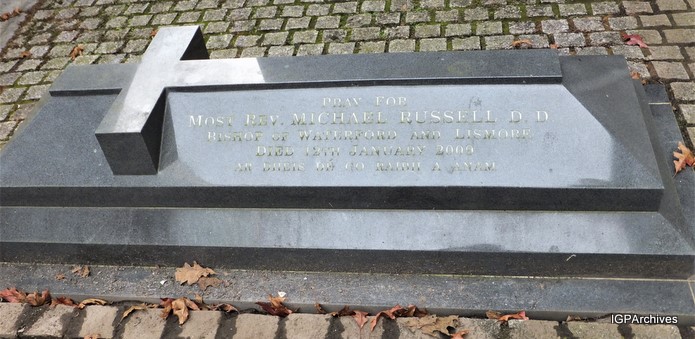 PRAY FOR
MOST REV. MICHAEL RUSSELL D.D
BISHOP OF WATERFORD AND LISMORE
DIED 12TH JANUARY 2009
AR DHEIS DÉ GO RAIBH A ANAM
IGPArchives